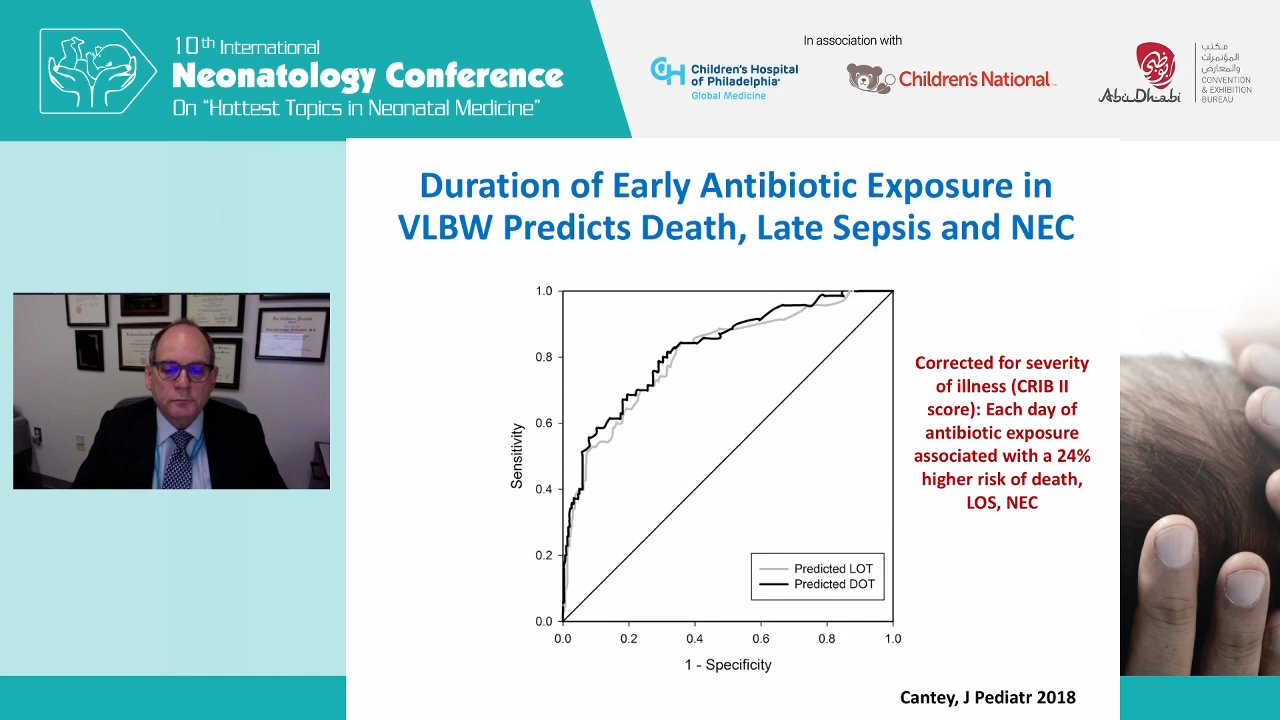 10th International
Neonatology Conference
On "Hottest Topics in Neonatal Medicine"
In association with
CH Children's Hospital
of Philadelphia
Global Medicine
Children's National
Abu Dhabi
مكتب
المؤتمرات
والمعارض
CONVENTION
& EXHIBITION
BUREAU
Duration of Early Antibiotic Exposure in
VLBW Predicts Death, Late Sepsis and NEC
1.0
0.8
0.6
0.4
0.2
0.0
Sensitivity
0.0 0.2 0.4 0.6 0.8 1.0
1 - Specificity
Predicted LOT
Predicted DOT
Corrected for severity
of illness (CRIB II
score): Each day of
antibiotic exposure
associated with a 24%
higher risk of death,
LOS, NEC
Cantey, J Pediatr 2018